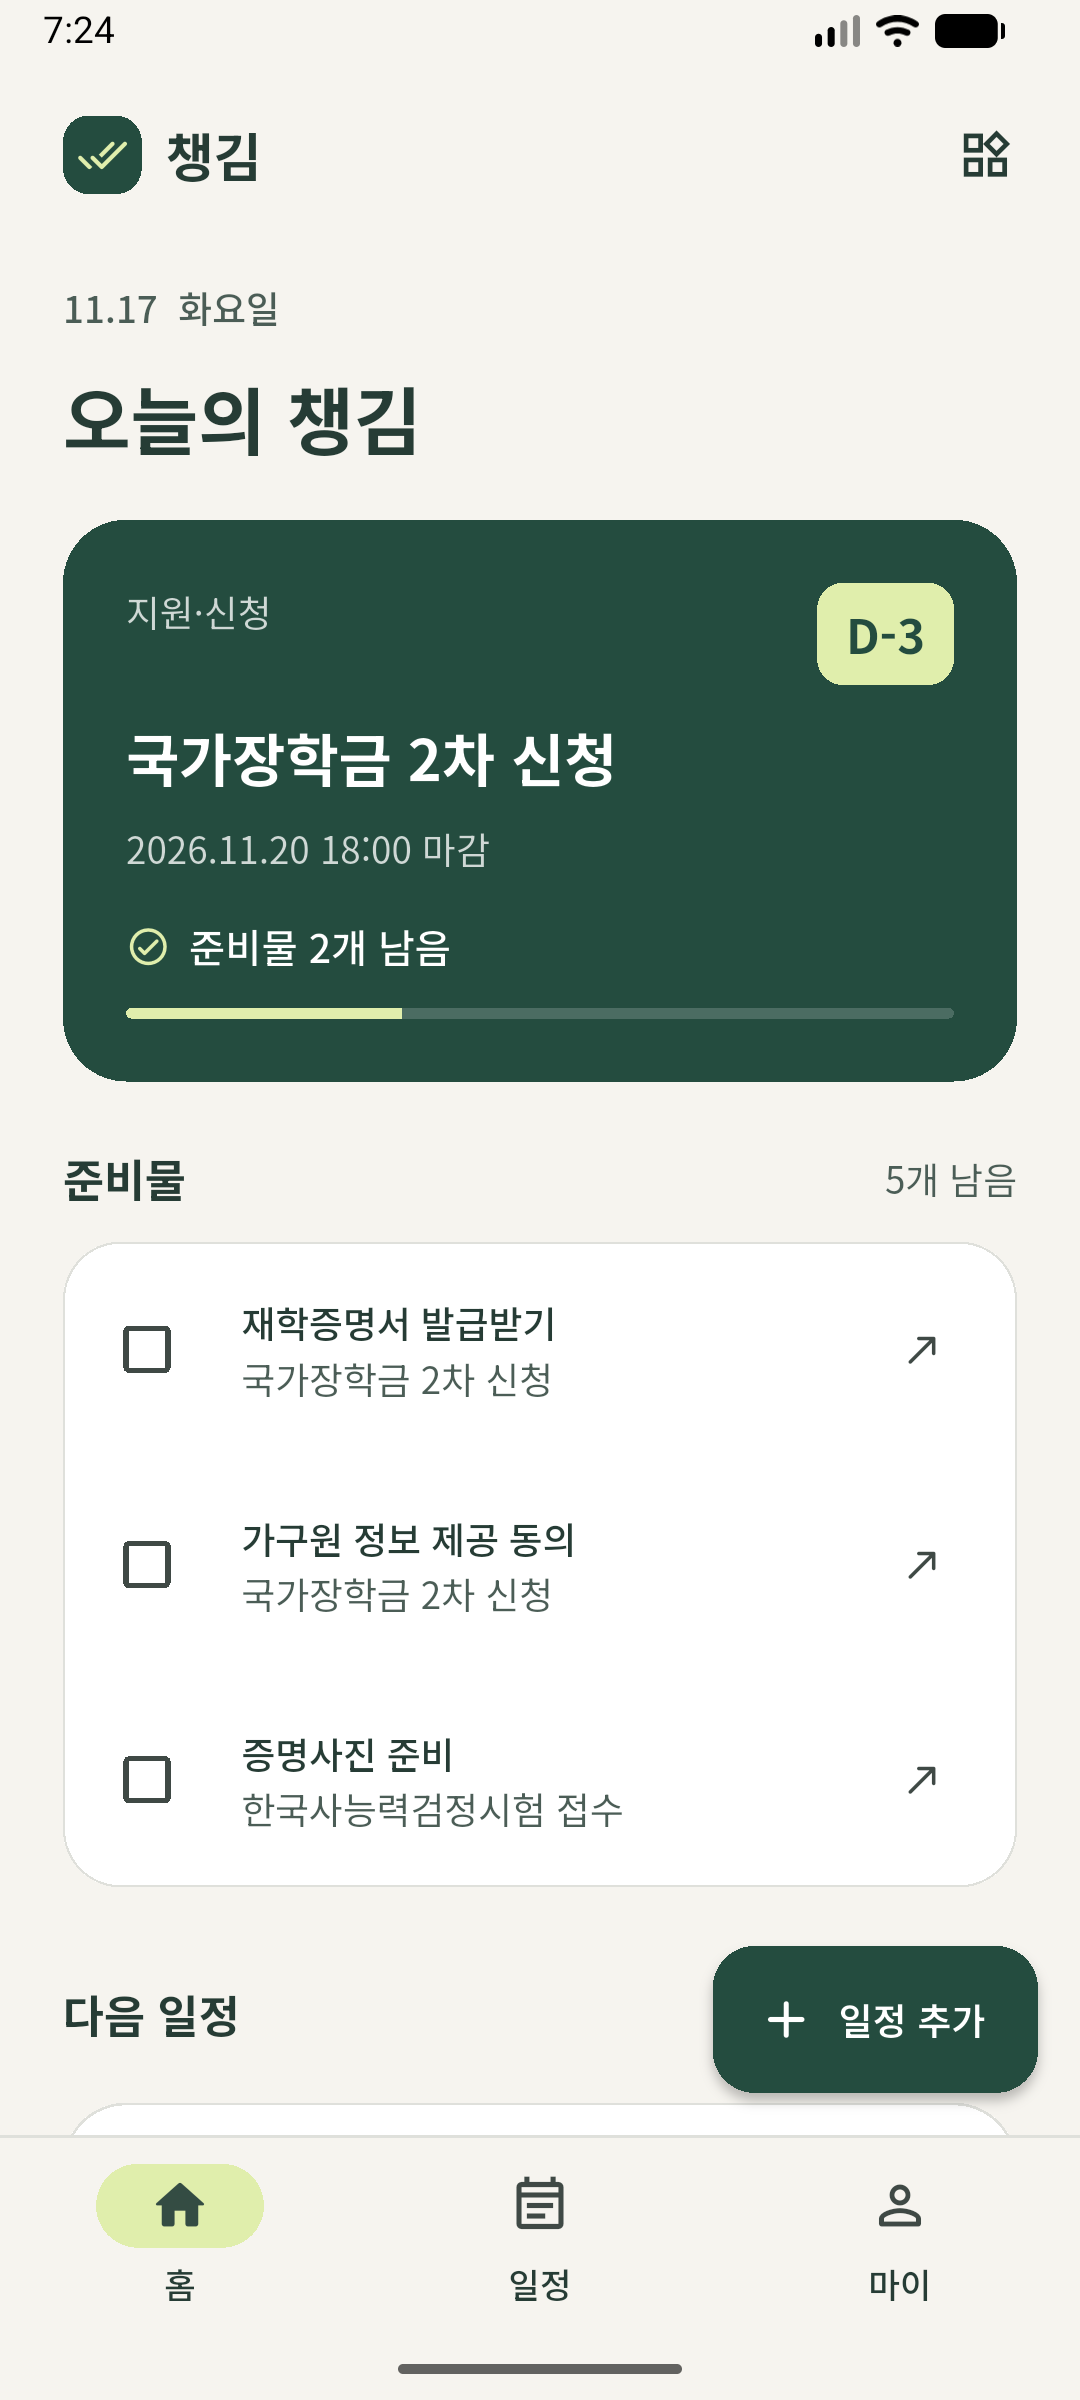 7:24
챙김
11.17 화요일
오늘의 챙김
지원·신청
D-3
국가장학금 2차 신청
2026.11.20 18:00 마감
준비물 2개 남음
준비물
5개 남음
재학증명서 발급받기
국가장학금 2차 신청
가구원 정보 제공 동의
국가장학금 2차 신청
증명사진 준비
한국사능력검정시험 접수
다음 일정
일정 추가
홈
일정
마이